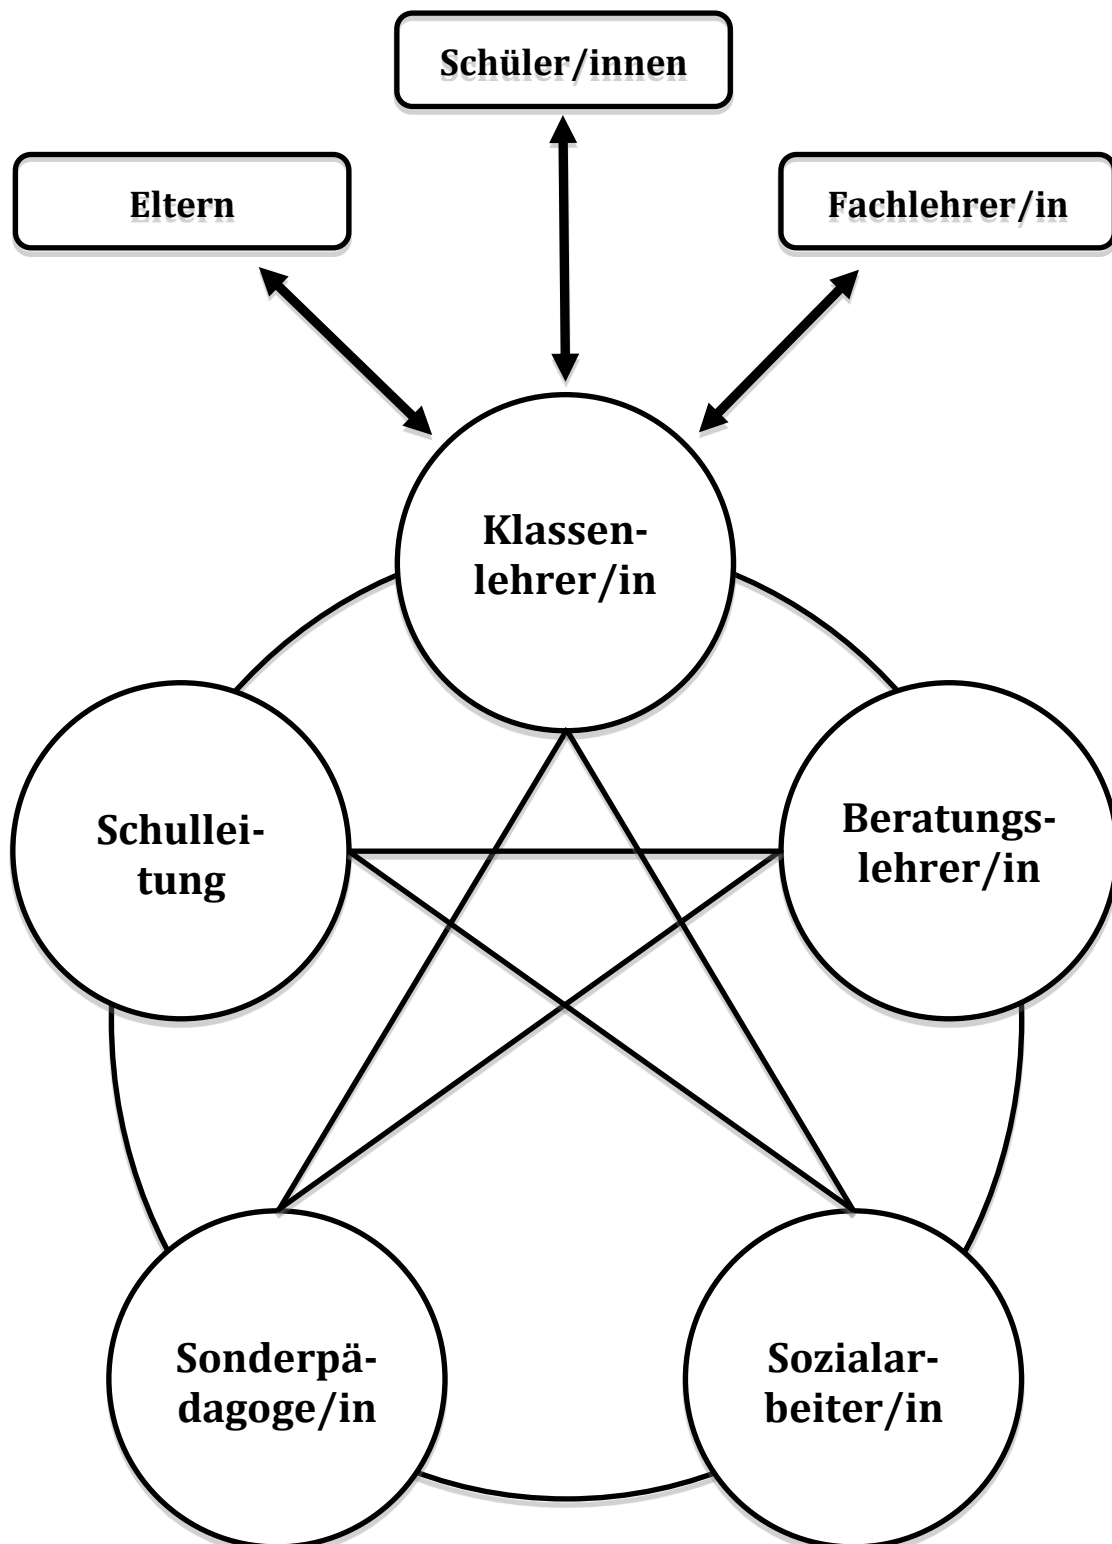 Schüler/innen
Eltern
Fachlehrer/in
Klassen-
lehrer/in
Schullei-
tung
Beratungs-
lehrer/in
Sonderpä-
dagoge/in
Sozialar-
beiter/in